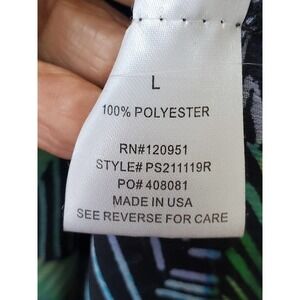 L
100% POLYESTER
RN#120951
STYLE# PS211119R
PO# 408081
MADE IN USA
SEE REVERSE FOR CARE